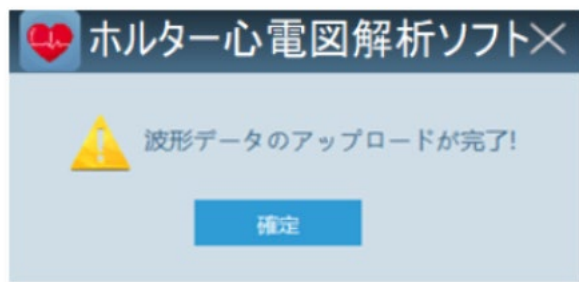 ホルター心電図解析ソフト
波形データのアップロードが完了!
確定